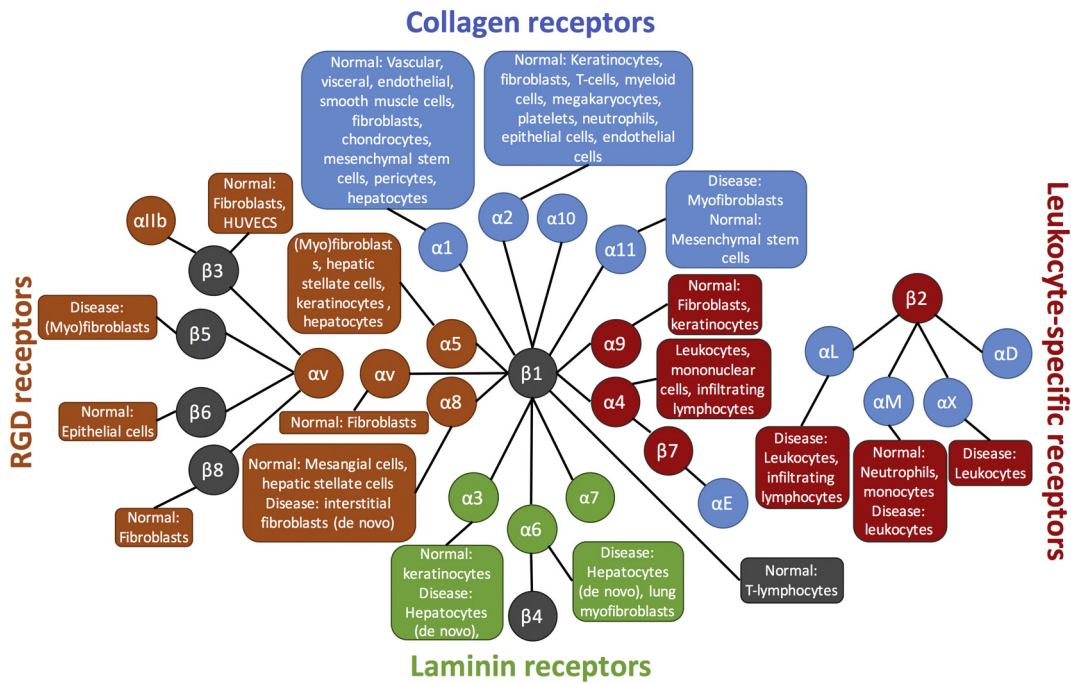 Collagen receptors
Normal: Vascular,
visceral, endothelial,
smooth muscle cells,
fibroblasts,
chondrocytes,
mesenchymal stem
cells, pericytes,
hepatocytes
Normal: Keratinocytes,
fibroblasts, T-cells, myeloid
cells, megakaryocytes,
platelets, neutrophils,
epithelial cells, endothelial
cells
Disease:
Myofibroblasts
Normal:
Mesenchymal stem
cells
α1
α2
α10
α11
RGD receptors
αIIb
Normal:
Fibroblasts,
HUVECS
β3
(Myo)fibroblast
s, hepatic
stellate cells,
keratinocytes ,
hepatocytes
Disease:
(Myo)fibroblasts
β5
αv
αv
α5
β6
Normal:
Epithelial cells
Normal: Fibroblasts
α8
β8
Normal:
Fibroblasts
Normal: Mesangial cells,
hepatic stellate cells
Disease: interstitial
fibroblasts (de novo)
β1
α9
Normal:
Fibroblasts,
keratinocytes
α4
Leukocytes,
mononuclear
cells, infiltrating
lymphocytes
β7
αE
Leukocyte-specific receptors
β2
αL
αM
αX
αD
Disease:
Leukocytes,
infiltrating
lymphocytes
Normal:
Neutrophils,
monocytes
Disease:
leukocytes
Disease:
Leukocytes
Normal:
T-lymphocytes
α3
α6
α7
Normal:
keratinocytes
Disease:
Hepatocytes
(de novo),
β4
Disease:
Hepatocytes
(de novo), lung
myofibroblasts
Laminin receptors